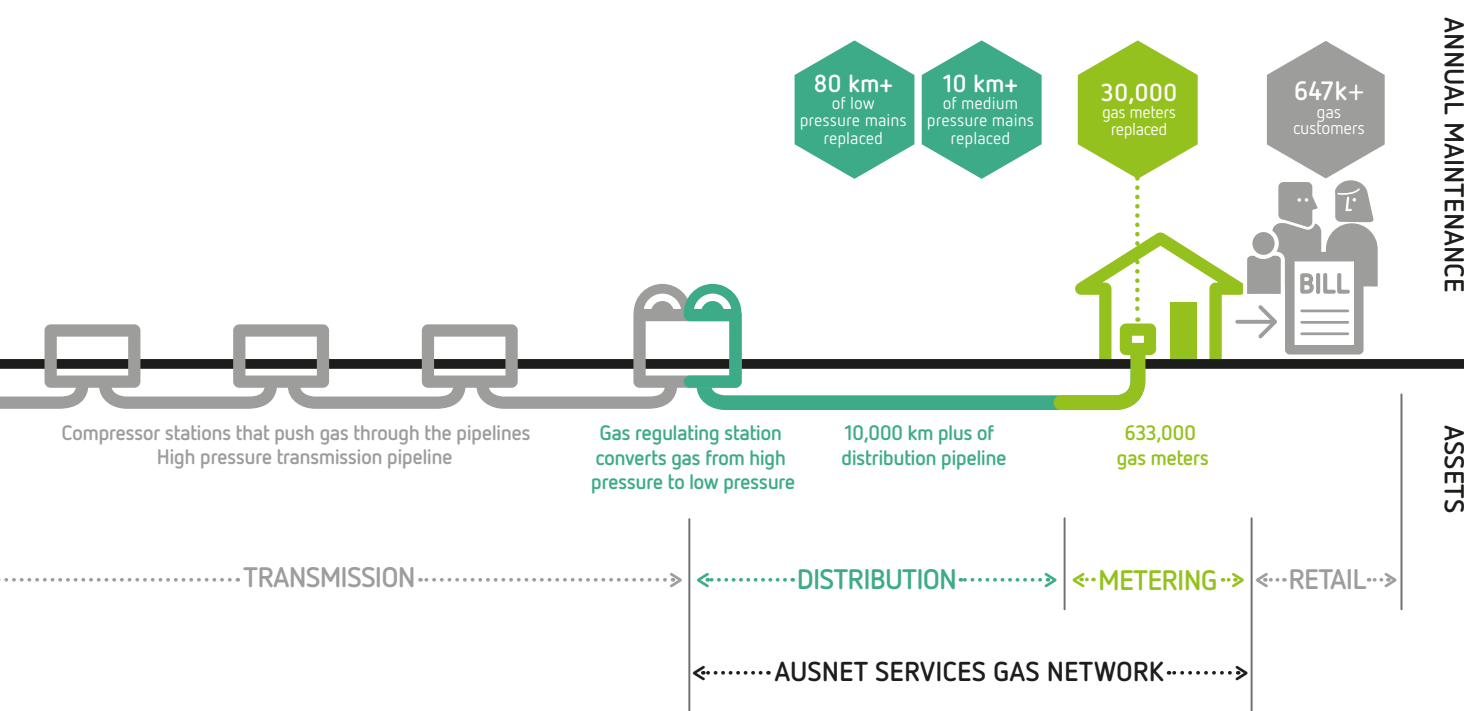 ANNUAL MAINTENANCE
80 km+
of low
pressure mains
replaced
10 km+
of medium
pressure mains
replaced
30,000
gas meters
replaced
647k+
gas
customers
BILL
ASSETS
Compressor stations that push gas through the pipelines
High pressure transmission pipeline
Gas regulating station
converts gas from high
pressure to low pressure
10,000 km plus of
distribution pipeline
633,000
gas meters
TRANSMISSION
DISTRIBUTION
METERING
RETAIL
AUSNET SERVICES GAS NETWORK